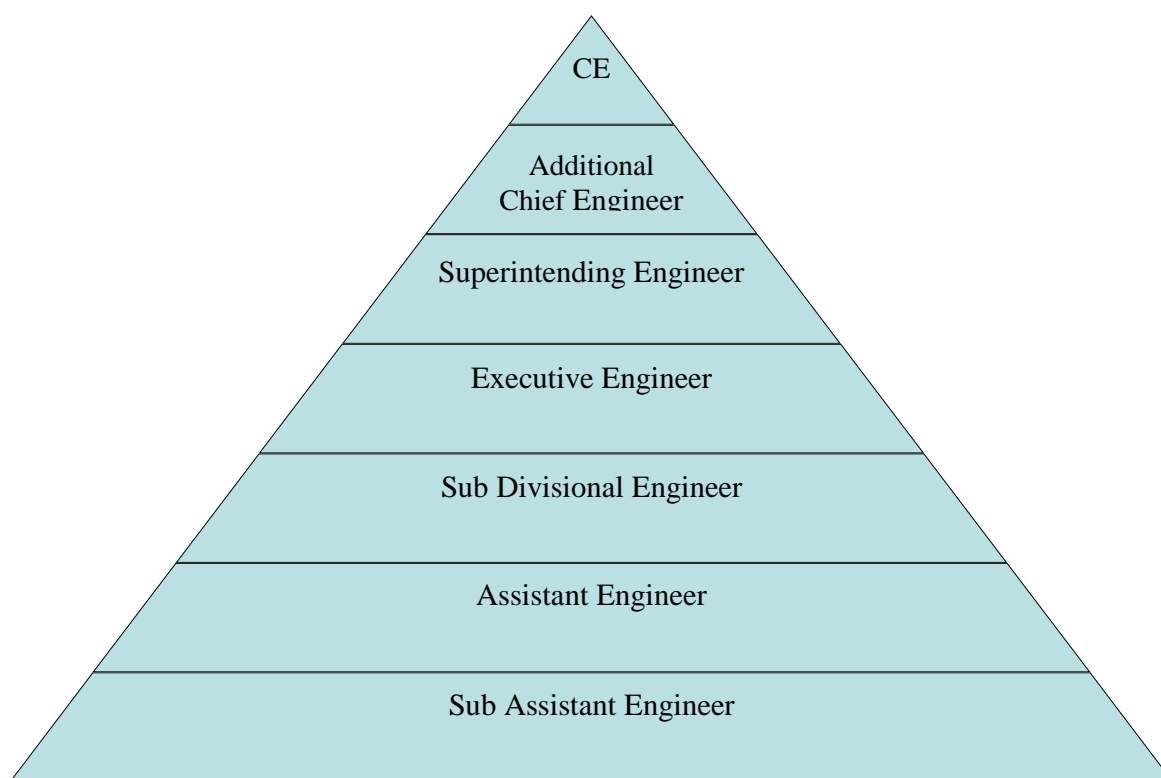 CE
Additional
Chief Engineer
Superintending Engineer
Executive Engineer
Sub Divisional Engineer
Assistant Engineer
Sub Assistant Engineer